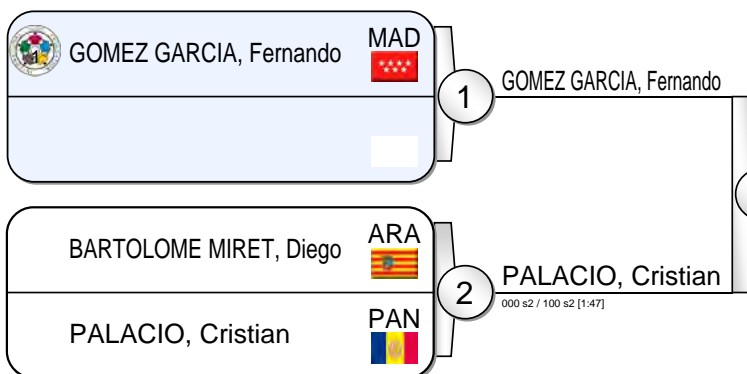 1 GOMEZ GARCIA, Fernando MAD
1 GOMEZ GARCIA, Fernando
BARTOLOME MIRET, Diego ARA
2 PALACIO, Cristian
000 s2 / 100 s2 [1:47]
PALACIO, Cristian PAN